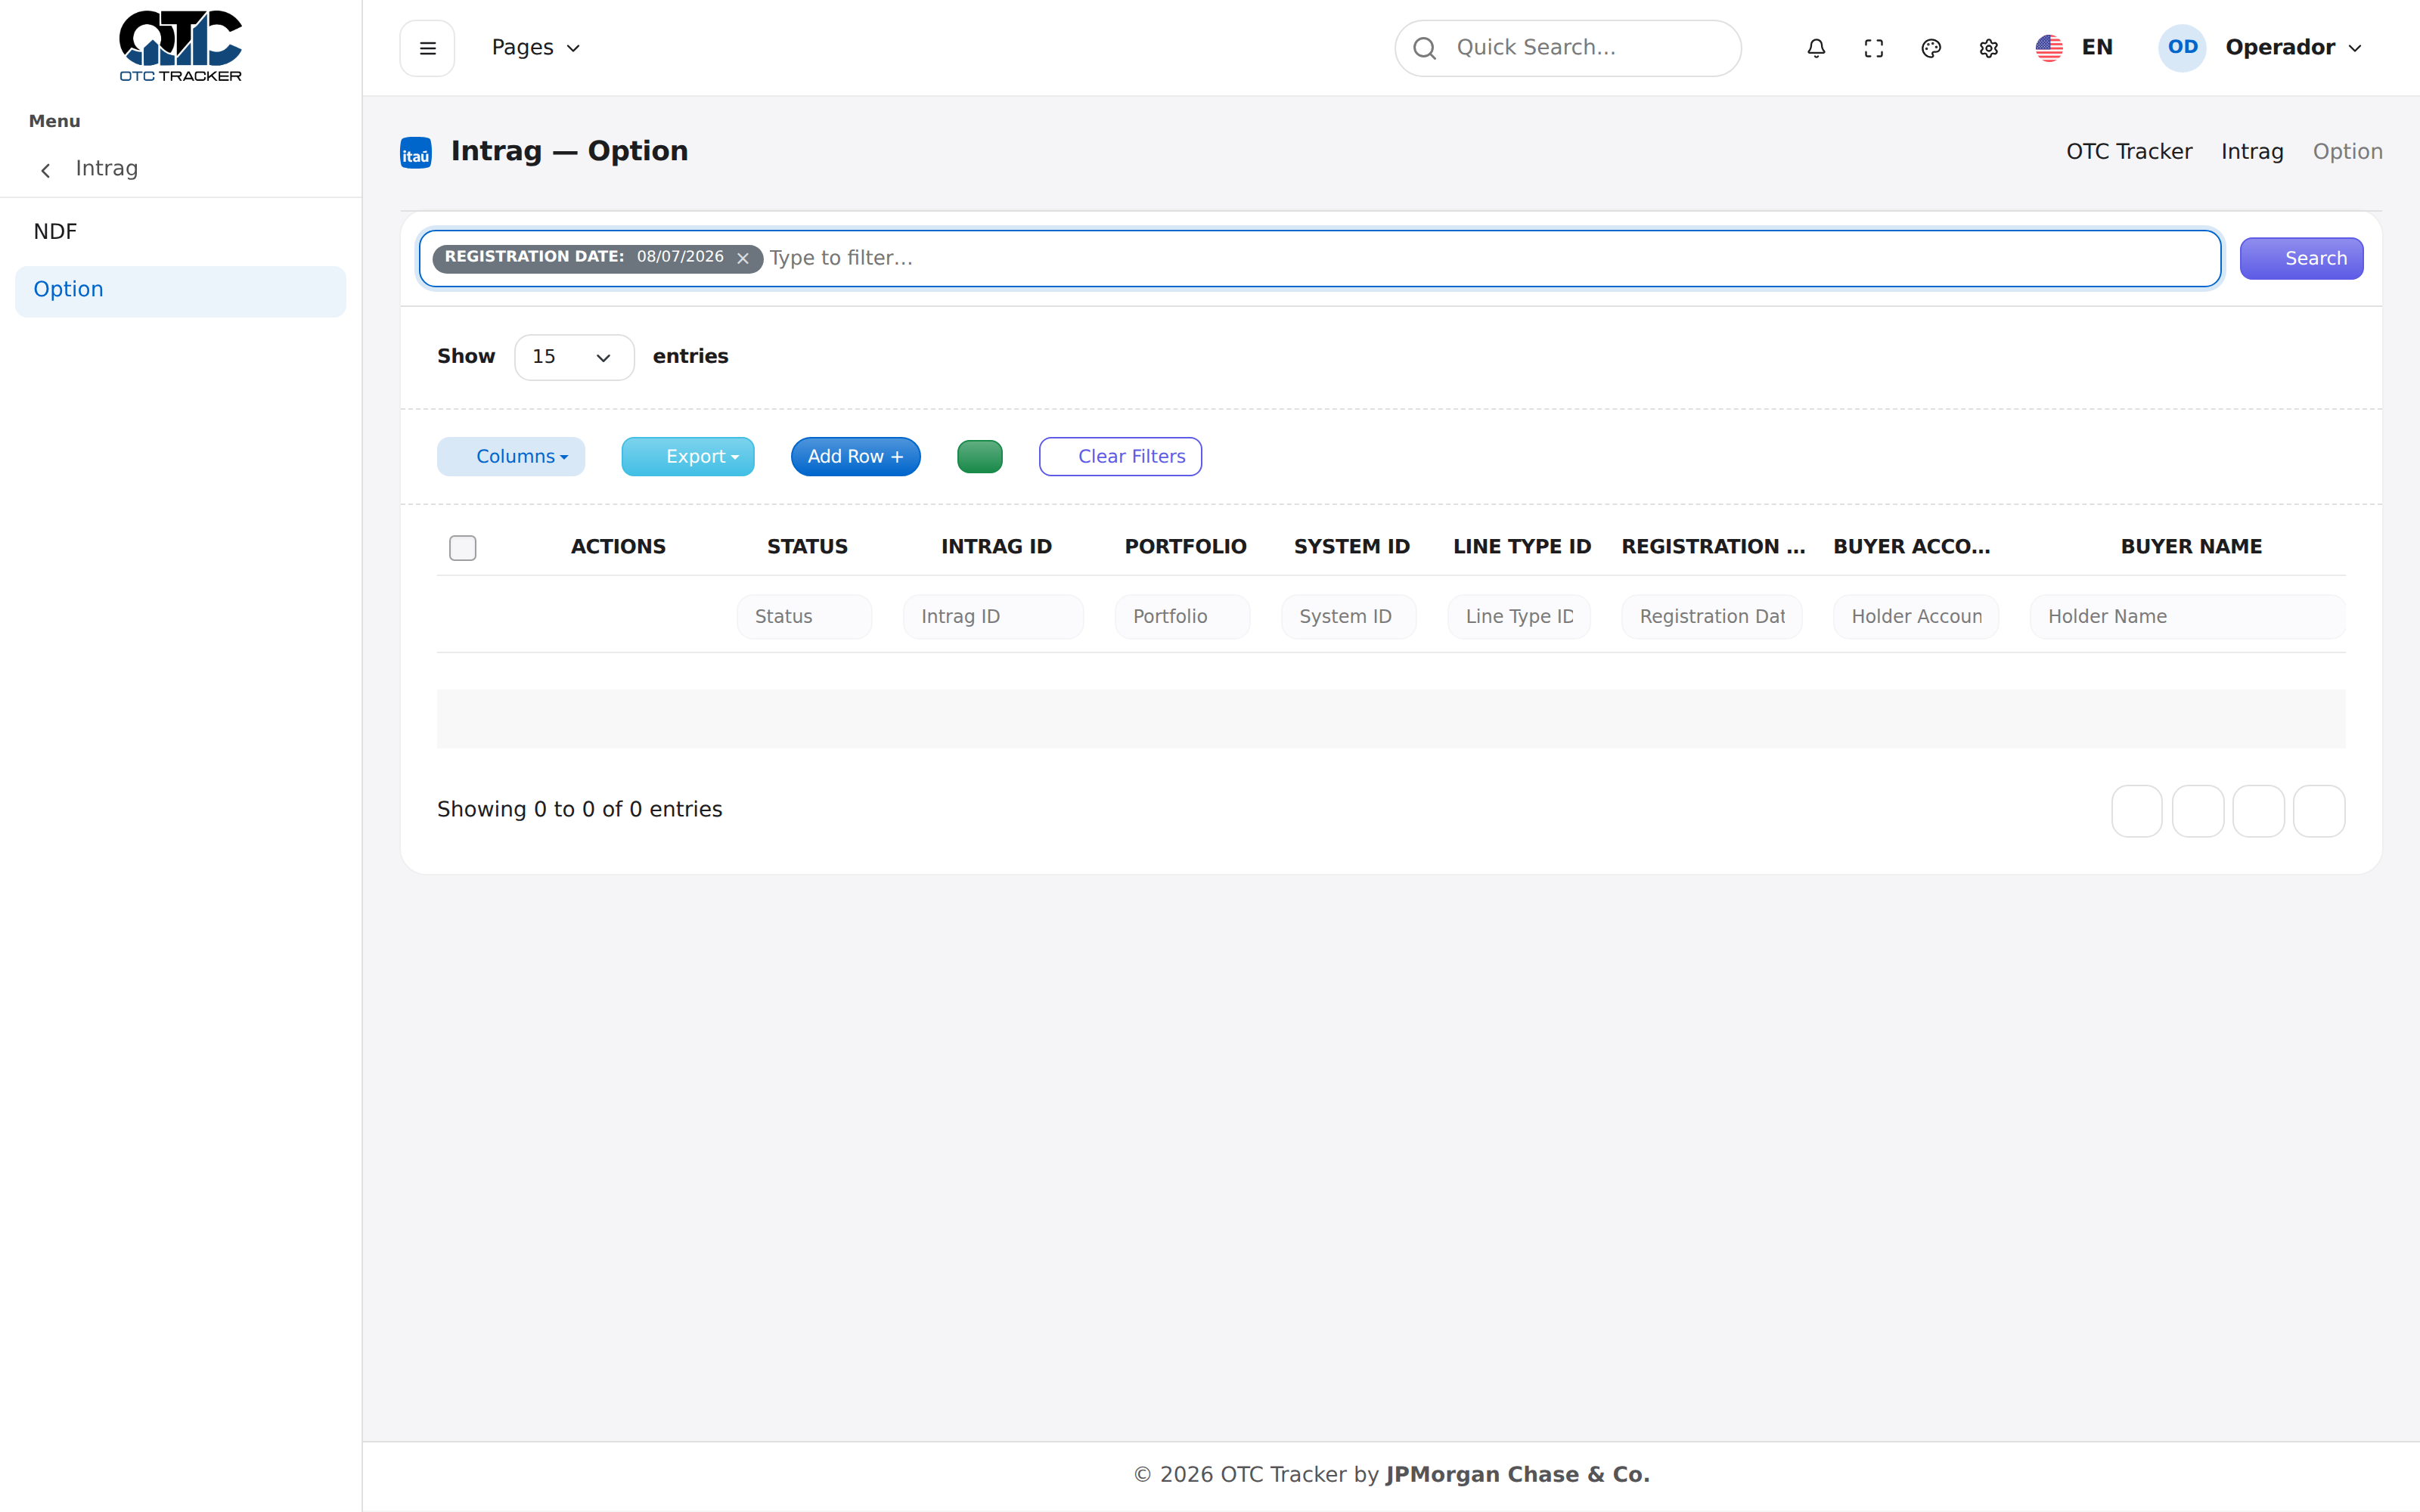 OTC TRACKER
Pages
Quick Search...
EN
OD
Operador
Menu
Intrag
NDF
Option
itaú
Intrag — Option
OTC Tracker
Intrag
Option
REGISTRATION DATE: 08/07/2026 ×
Type to filter...
Search
Show 15 entries
Columns
Export
Add Row +
Clear Filters
ACTIONS STATUS INTRAG ID PORTFOLIO SYSTEM ID LINE TYPE ID REGISTRATION ... BUYER ACCO... BUYER NAME
Status Intrag ID Portfolio System ID Line Type ID Registration Dat Holder Accoun Holder Name
Showing 0 to 0 of 0 entries
© 2026 OTC Tracker by JPMorgan Chase & Co.